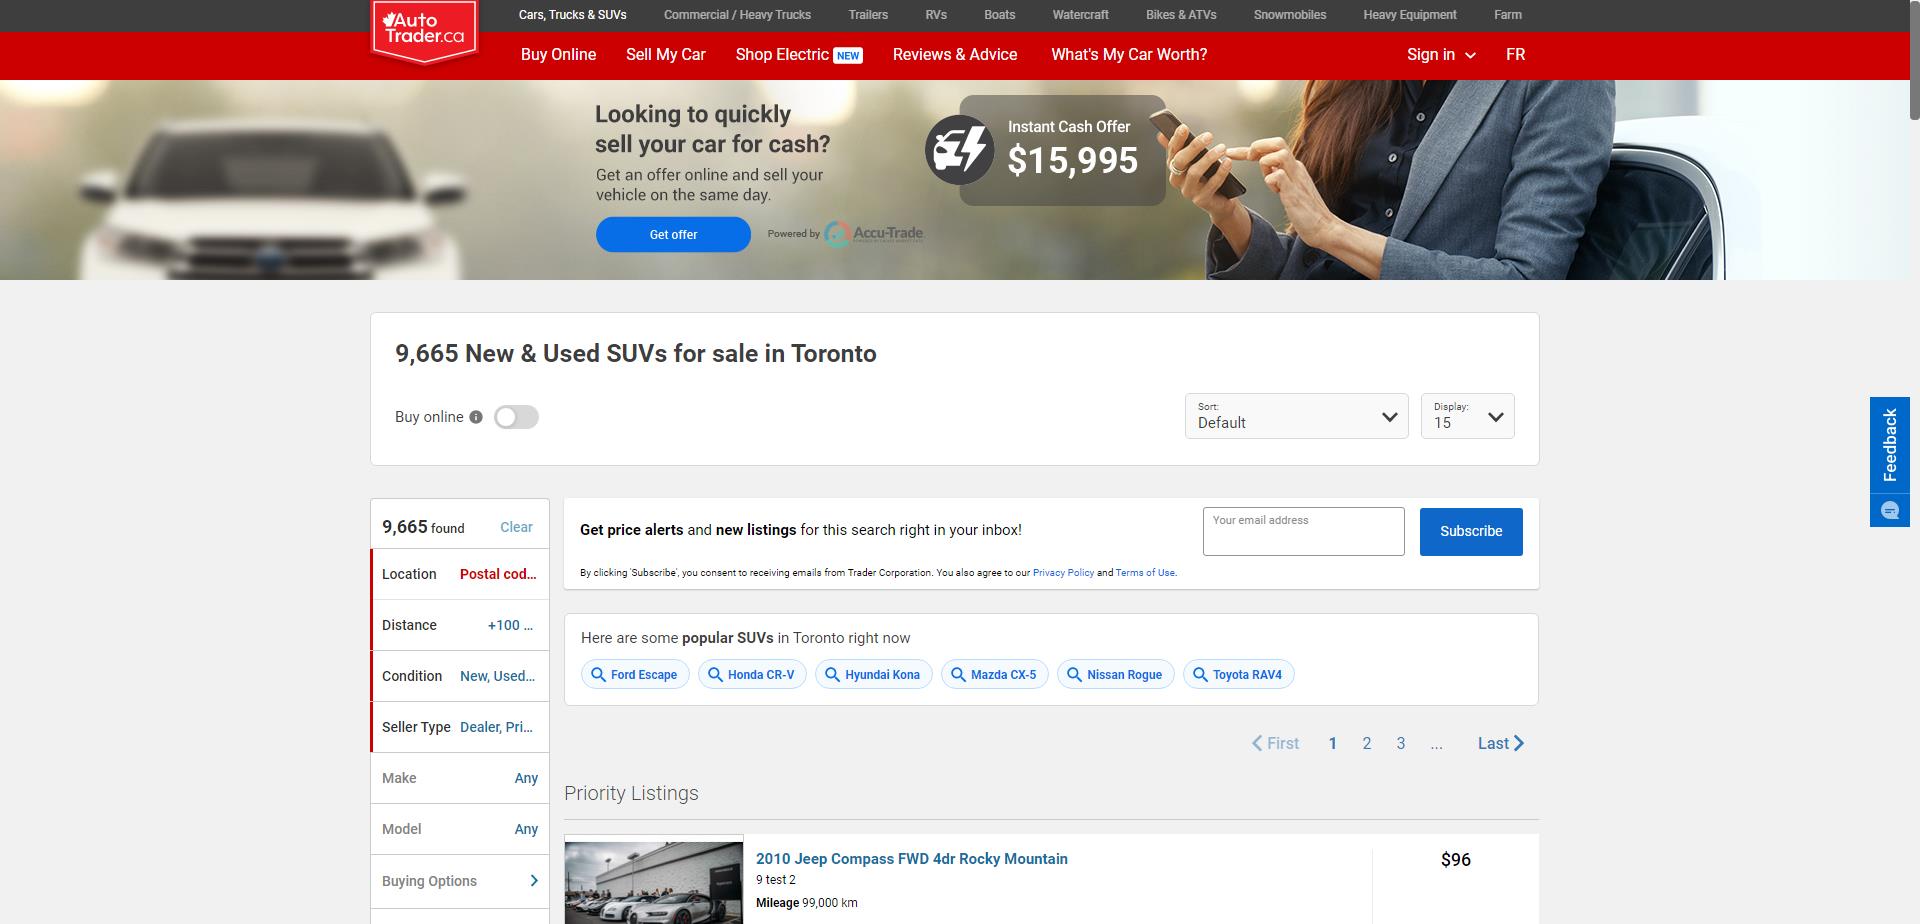 Auto
Trader.ca
Cars, Trucks & SUVs
Commercial / Heavy Trucks
Trailers
RVs
Boats
Watercraft
Bikes & ATVs
Snowmobiles
Heavy Equipment
Farm
Buy Online
Sell My Car
Shop Electric NEW
Reviews & Advice
What's My Car Worth?
Sign in
FR
Looking to quickly
sell your car for cash?
Get an offer online and sell your
vehicle on the same day.
Get offer
Powered by Accu-Trade
Instant Cash Offer
$15,995
9,665 New & Used SUVs for sale in Toronto
Buy online
Sort:
Default
Display:
15
Feedback
9,665 found
Clear
Location Postal cod...
Distance +100 ...
Condition New, Used...
Seller Type Dealer, Pri...
Make Any
Model Any
Buying Options
Get price alerts and new listings for this search right in your inbox!
Your email address
Subscribe
By clicking 'Subscribe', you consent to receiving emails from Trader Corporation. You also agree to our Privacy Policy and Terms of Use.
Here are some popular SUVs in Toronto right now
Ford Escape
Honda CR-V
Hyundai Kona
Mazda CX-5
Nissan Rogue
Toyota RAV4
First 1 2 3 ... Last
Priority Listings
2010 Jeep Compass FWD 4dr Rocky Mountain
$96
9 test 2
Mileage 99,000 km